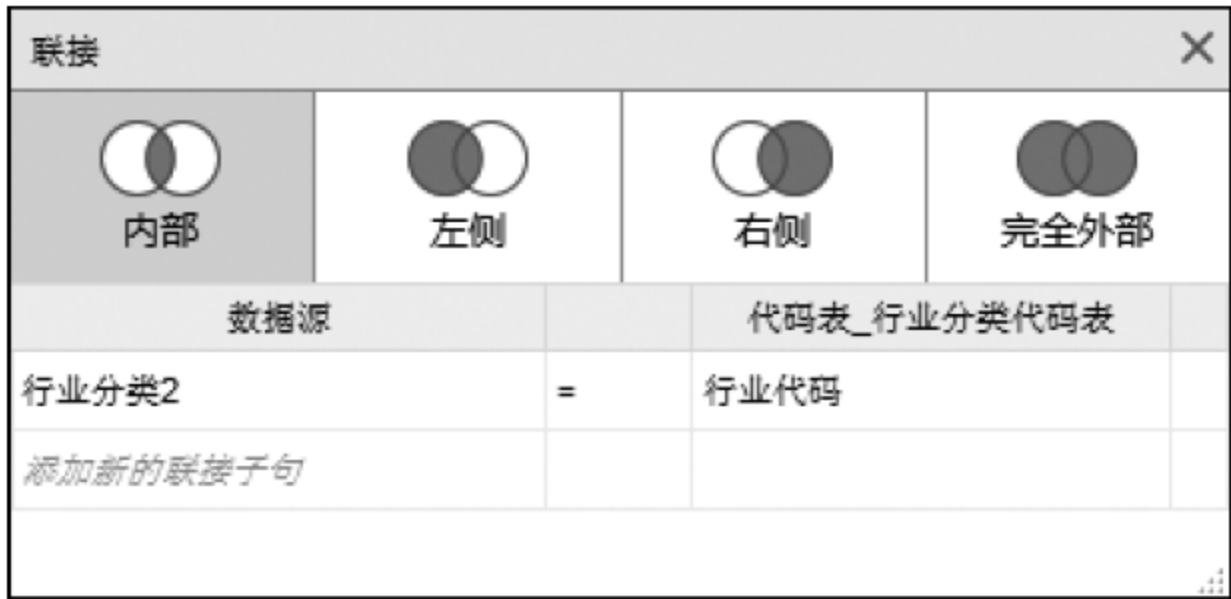 联接
内部 左侧 右侧 完全外部
数据源 代码表_行业分类代码表
行业分类2 = 行业代码
添加新的联接子句